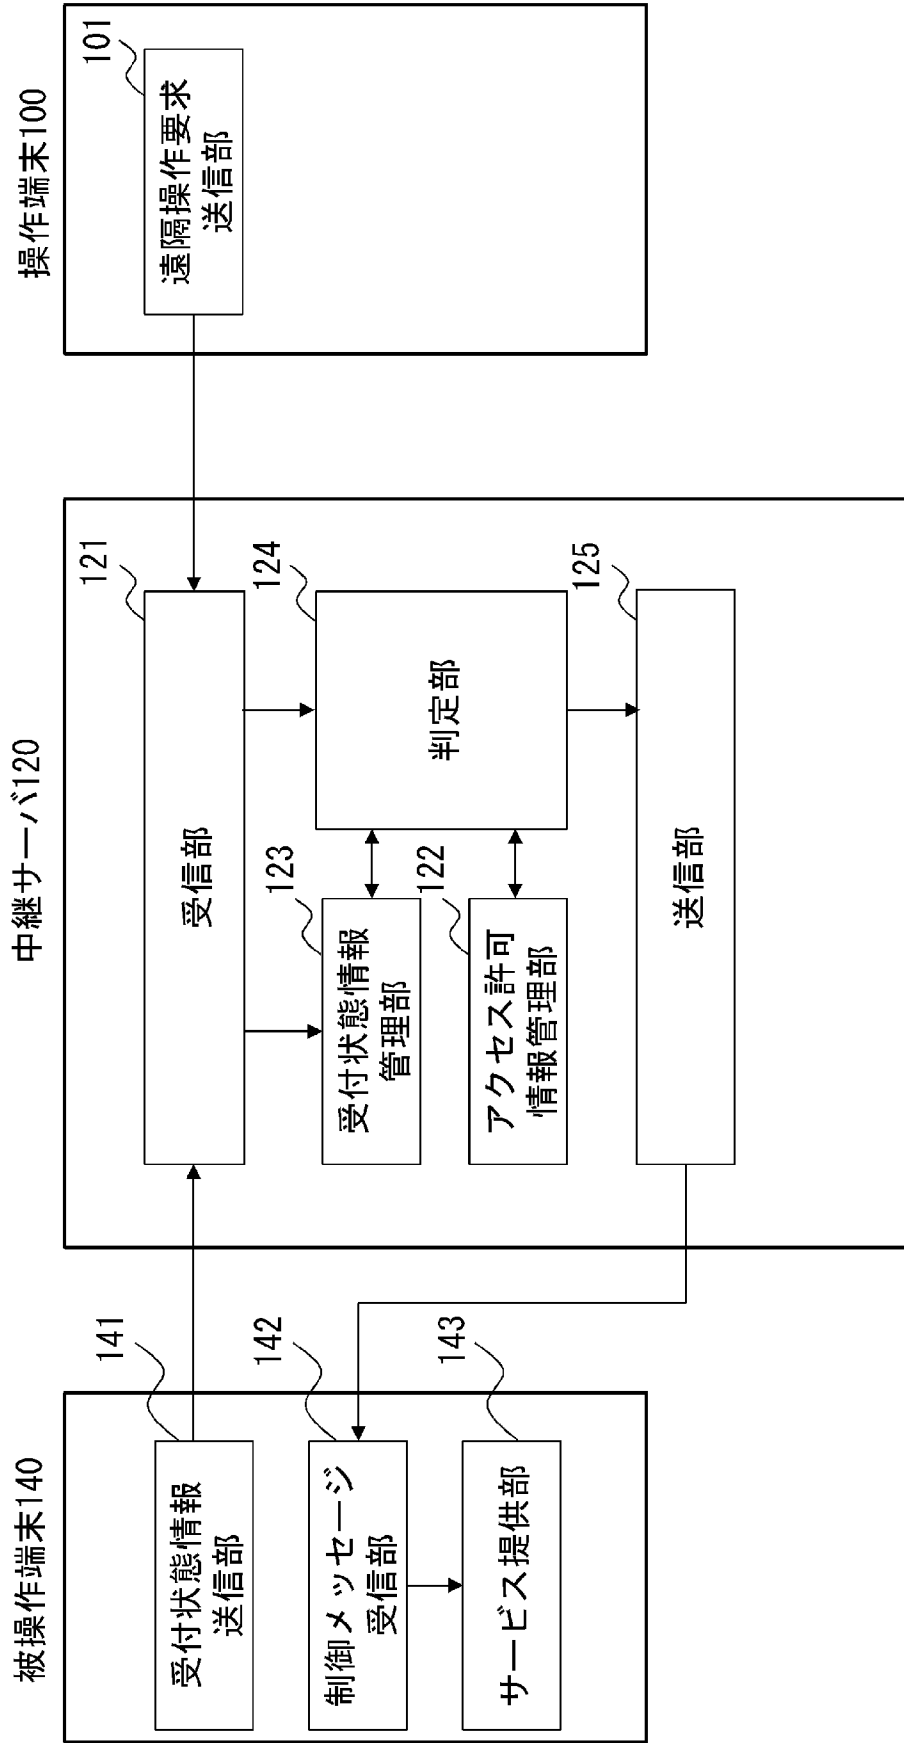 被操作端末140
受付状態情報
送信部
141
制御メッセージ
受信部
142
サービス提供部
143
中継サーバ120
受信部
121
受付状態情報
管理部
123
アクセス許可
情報管理部
122
判定部
124
送信部
125
操作端末100
遠隔操作要求
送信部
101